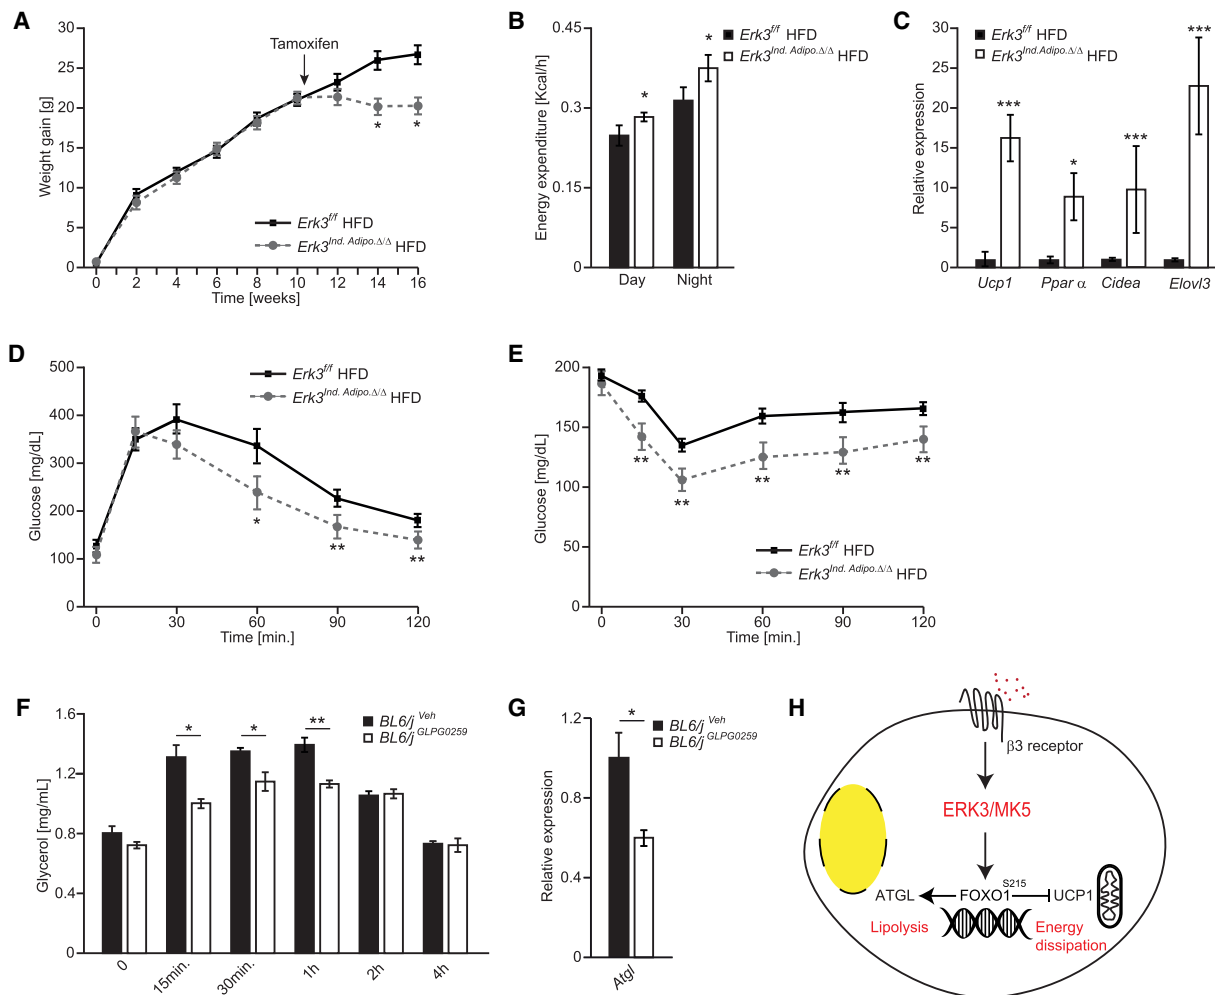 A
Weight gain [g]
30
25
20
15
10
5
0
0 2 4 6 8 10 12 14 16
Time [weeks]
Tamoxifen
* *
Erk3f/f HFD
Erk3Ind. Adipo.Δ/Δ HFD
B
Energy expenditure [Kcal/h]
0.45
0.3
0.15
0
* *
Day Night
Erk3f/f HFD
Erk3Ind. Adipo.Δ/Δ HFD
C
Relative expression
30
25
20
15
10
5
0
Erk3f/f HFD
Erk3Ind.Adipo.Δ/Δ HFD
*** * *** ***
Ucp1 Ppar α Cidea Elovl3
D
Glucose [mg/dL]
500
400
300
200
100
0
0 30 60 90 120
Time [min.]
Erk3f/f HFD
Erk3Ind. Adipo.Δ/Δ HFD
* ** **
E
Glucose [mg/dL]
200
150
100
50
0
0 30 60 90 120
Time [min.]
** ** ** ** **
Erk3f/f HFD
Erk3Ind. Adipo.Δ/Δ HFD
F
Glycerol [mg/mL]
1.6
1.2
0.8
0.4
0
* * **
BL6/j Veh
BL6/j GLPG0259
0 15min. 30min. 1h 2h 4h
G
Relative expression
1.2
0.8
0.4
0
*
BL6/j Veh
BL6/j GLPG0259
Atgl
H
β3 receptor
ERK3/MK5
ATGL FOXO1S215 UCP1
Lipolysis
Energy
dissipation